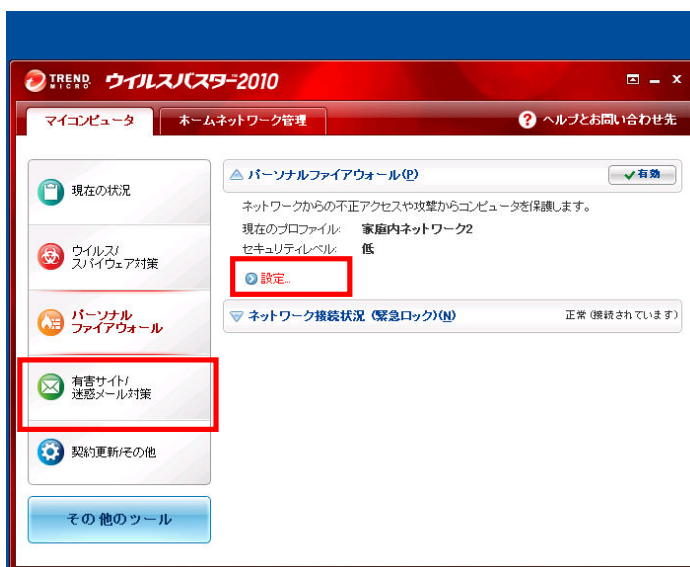 TREND MICRO ウイルスバスター2010
マイコンピュータ
ホームネットワーク管理
ヘルプとお問い合わせ先
現在の状況
ウイルス/
スパイウェア対策
パーソナル
ファイアウォール
有害サイト/
迷惑メール対策
契約更新/その他
その他のツール
パーソナルファイアウォール(P)
有効
ネットワークからの不正アクセスや攻撃からコンピュータを保護します。
現在のプロファイル: 家庭内ネットワーク2
セキュリティレベル: 低
設定...
ネットワーク接続状況 (緊急ロック)(N)
正常 (接続されています)